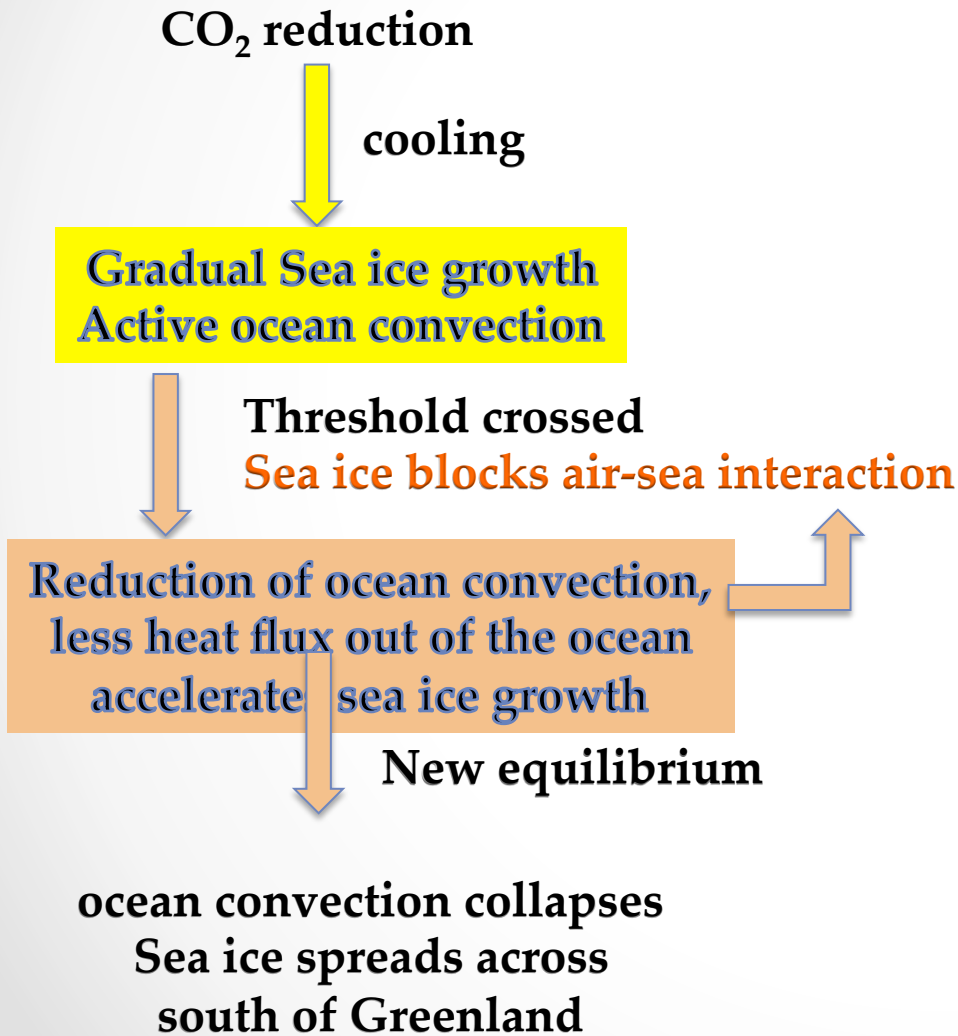 CO₂ reduction
cooling
Gradual Sea ice growth
Active ocean convection
Threshold crossed
Sea ice blocks air-sea interaction
Reduction of ocean convection,
less heat flux out of the ocean
accelerate sea ice growth
New equilibrium
ocean convection collapses
Sea ice spreads across
south of Greenland